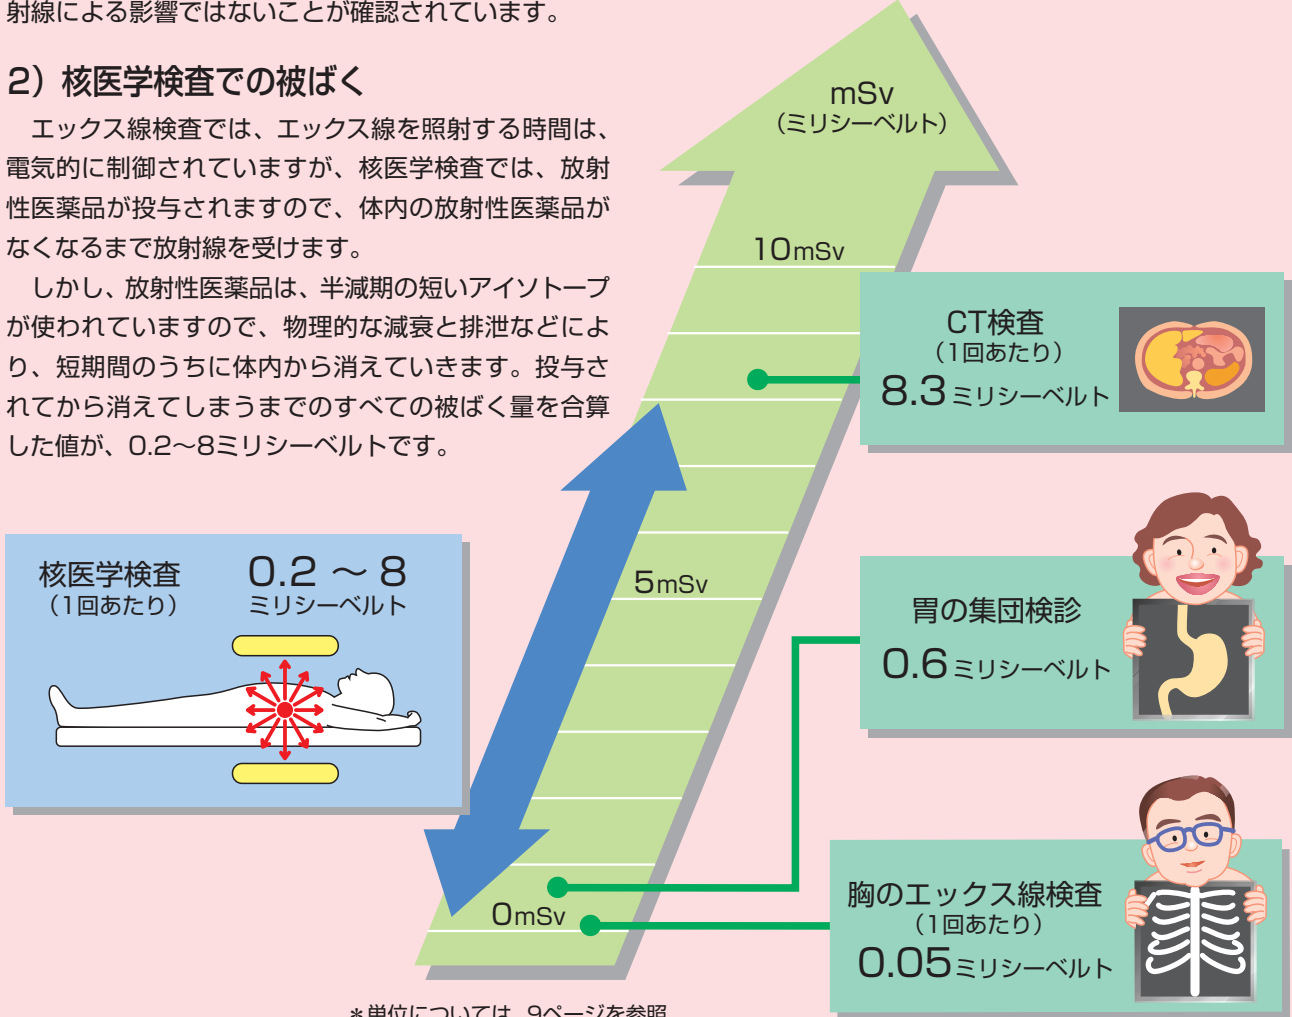 射線による影響ではないことが確認されています。
2）核医学検査での被ばく
　エックス線検査では、エックス線を照射する時間は、
電気的に制御されていますが、核医学検査では、放射
性医薬品が投与されますので、体内の放射性医薬品が
なくなるまで放射線を受けます。
　しかし、放射性医薬品は、半減期の短いアイソトープ
が使われていますので、物理的な減衰と排泄などによ
り、短期間のうちに体内から消えていきます。投与さ
れてから消えてしまうまでのすべての被ばく量を合算
した値が、0.2〜8ミリシーベルトです。
mSv
（ミリシーベルト）
10mSv
5mSv
0mSv
CT検査
（1回あたり）
8.3ミリシーベルト
核医学検査
（1回あたり）
0.2 〜 8
ミリシーベルト
胃の集団検診
0.6ミリシーベルト
胸のエックス線検査
（1回あたり）
0.05ミリシーベルト
＊単位については、9ページを参照